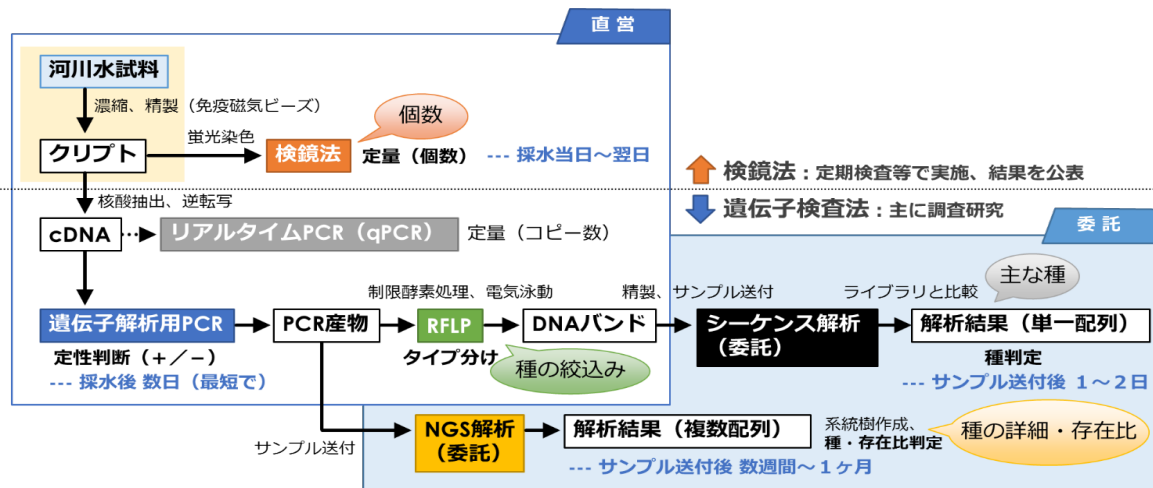 直営
河川水試料
濃縮、精製（免疫磁気ビーズ）
個数
蛍光染色
クリプト
検鏡法
定量（個数）
--- 採水当日～翌日
検鏡法：定期検査等で実施、結果を公表
核酸抽出、逆転写
遺伝子検査法：主に調査研究
委託
cDNA
リアルタイムPCR（qPCR）
定量（コピー数）
主な種
制限酵素処理、電気泳動
精製、サンプル送付
ライブラリと比較
遺伝子解析用PCR
PCR産物
RFLP
DNAバンド
シーケンス解析
（委託）
解析結果（単一配列）
定性判断（+／−）
タイプ分け
種の絞込み
種判定
--- 採水後 数日（最短で）
--- サンプル送付後 １～２日
サンプル送付
NGS解析
（委託）
解析結果（複数配列）
系統樹作成、
種・存在比判定
種の詳細・存在比
--- サンプル送付後 数週間～１ヶ月